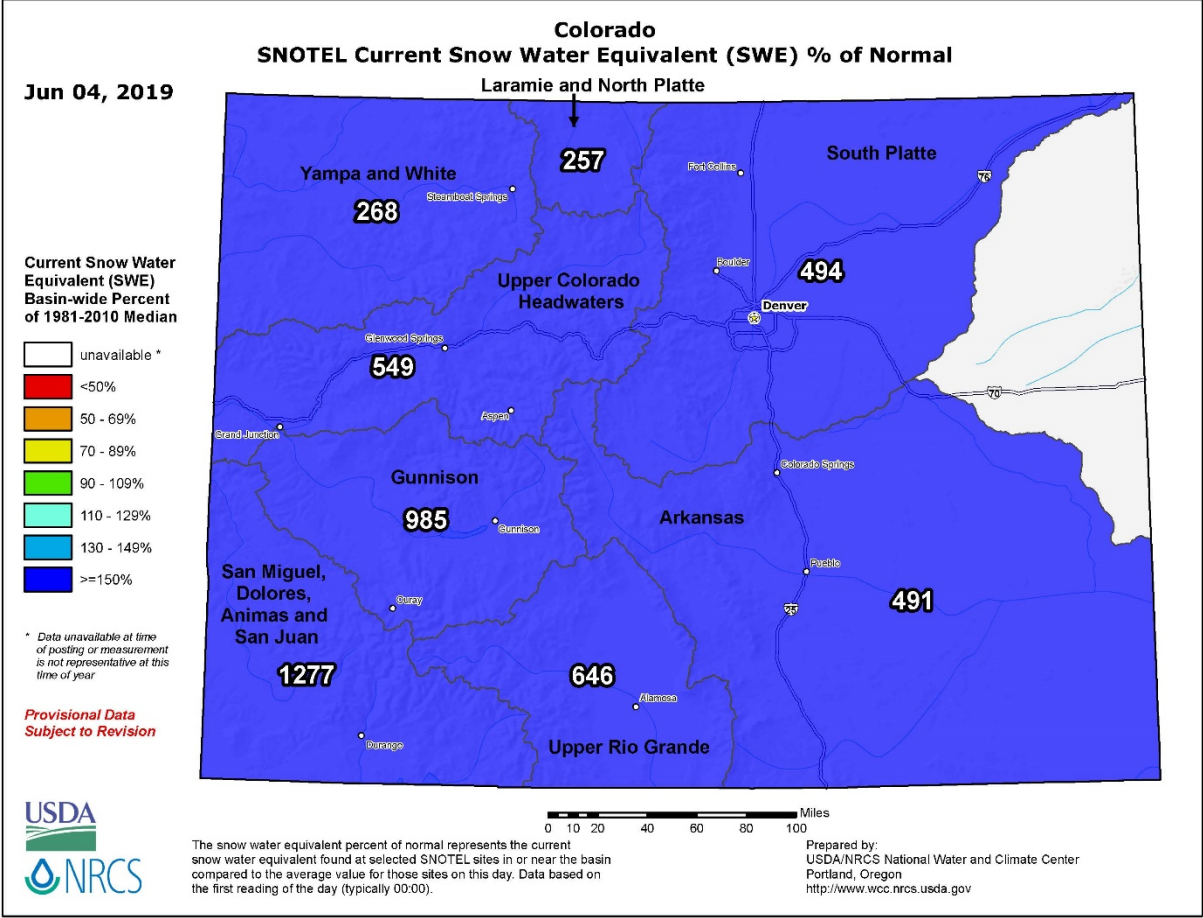 Colorado
SNOTEL Current Snow Water Equivalent (SWE) % of Normal
Jun 04, 2019
Laramie and North Platte
257
Yampa and White
268
Steamboat Springs
Fort Collins
South Platte
76
494
Boulder
Denver
Upper Colorado
Headwaters
Glenwood Springs
549
Aspen
Grand Junction
70
Colorado Springs
Gunnison
985
Gunnison
Arkansas
Pueblo
491
25
San Miguel,
Dolores,
Animas and
San Juan
1277
Ouray
Durango
646
Alamosa
Upper Rio Grande
Current Snow Water
Equivalent (SWE)
Basin-wide Percent
of 1981-2010 Median
unavailable *
<50%
50 - 69%
70 - 89%
90 - 109%
110 - 129%
130 - 149%
>=150%
* Data unavailable at time
of posting or measurement
is not representative at this
time of year
Provisional Data
Subject to Revision
USDA
NRCS
Miles
0 10 20 40 60 80 100
The snow water equivalent percent of normal represents the current
snow water equivalent found at selected SNOTEL sites in or near the basin
compared to the average value for those sites on this day. Data based on
the first reading of the day (typically 00:00).
Prepared by:
USDA/NRCS National Water and Climate Center
Portland, Oregon
http://www.wcc.nrcs.usda.gov